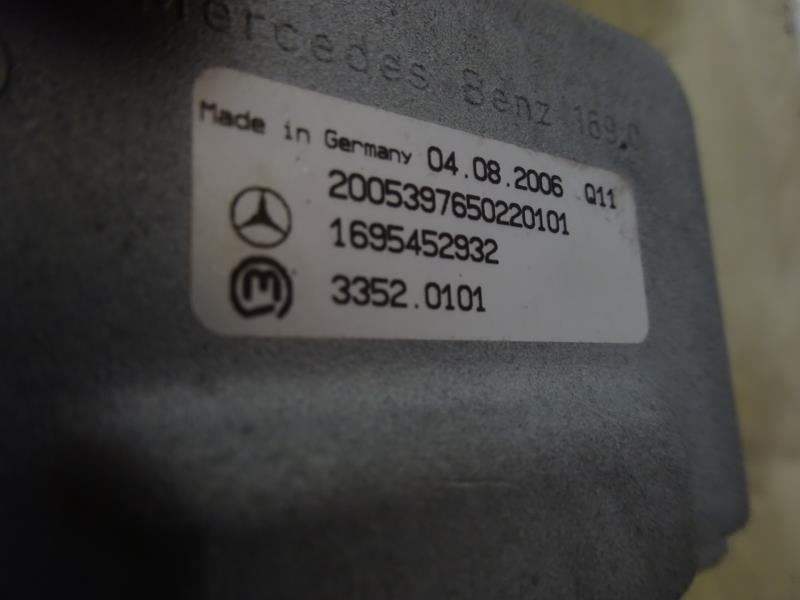 Mercedes Benz 169.0
Made in Germany 04.08.2006 Q11
2005397650220101
1695452932
3352.0101